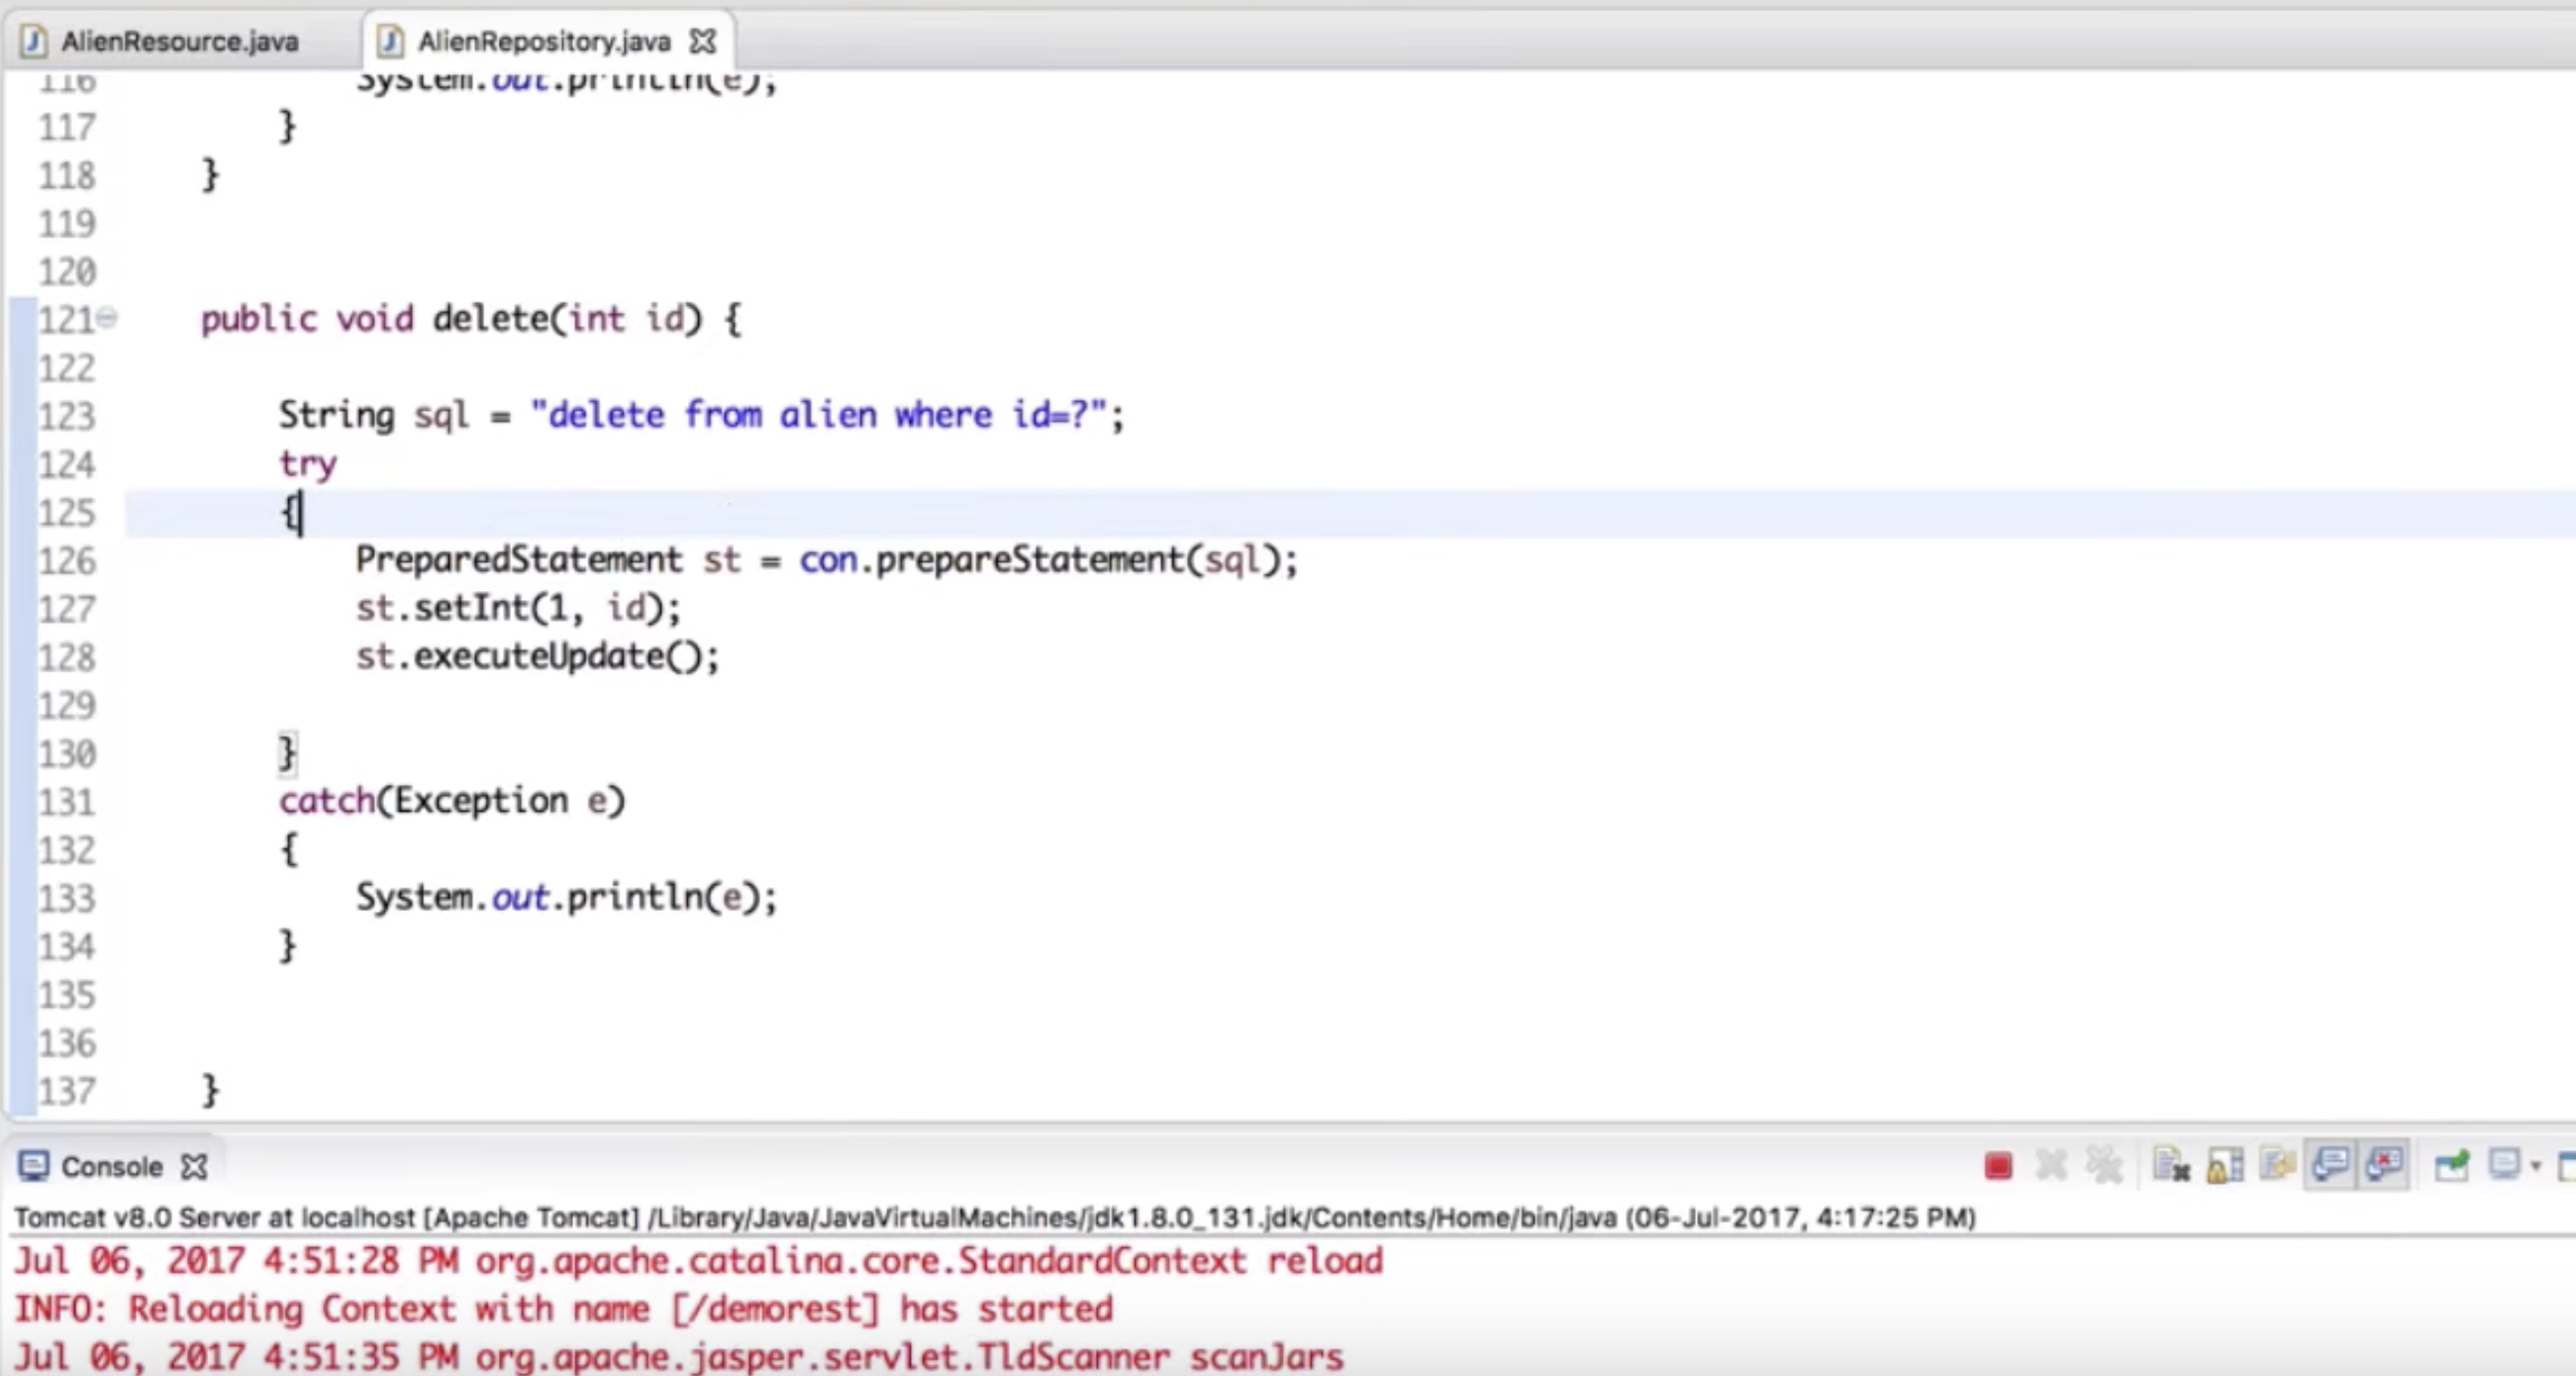 AlienResource.java
AlienRepository.java
116 System.out.println(e);
117 }
118 }
119
120
121 public void delete(int id) {
122
123 String sql = "delete from alien where id=?";
124 try
125 {
126 PreparedStatement st = con.prepareStatement(sql);
127 st.setInt(1, id);
128 st.executeUpdate();
129
130 }
131 catch(Exception e)
132 {
133 System.out.println(e);
134 }
135
136
137 }
Console
Tomcat v8.0 Server at localhost [Apache Tomcat] /Library/Java/JavaVirtualMachines/jdk1.8.0_131.jdk/Contents/Home/bin/java (06-Jul-2017, 4:17:25 PM)
Jul 06, 2017 4:51:28 PM org.apache.catalina.core.StandardContext reload
INFO: Reloading Context with name [/demorest] has started
Jul 06, 2017 4:51:35 PM org.apache.jasper.servlet.TldScanner scanJars